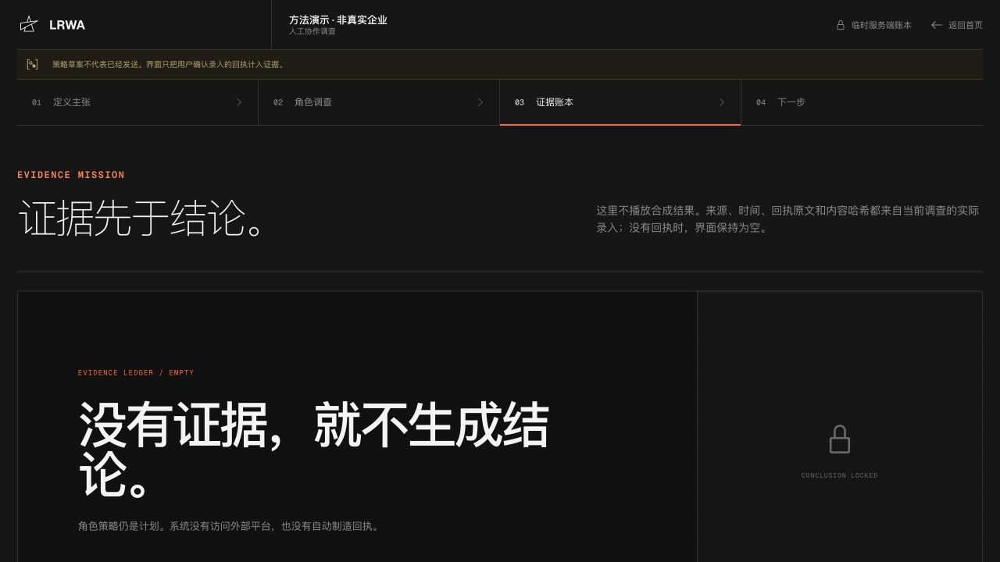 LRWA
方法演示 · 非真实企业
人工协作调查
临时服务端账本
返回首页
策略草案不代表已经发送。界面只把用户确认录入的回执计入证据。
01 定义主张
02 角色调查
03 证据账本
04 下一步
EVIDENCE MISSION
证据先于结论。
这里不播放合成结果。来源、时间、回执原文和内容哈希都来自当前调查的实际
录入；没有回执时，界面保持为空。
EVIDENCE LEDGER / EMPTY
没有证据，就不生成结
论。
角色策略仍是计划。系统没有访问外部平台，也没有自动制造回执。
CONCLUSION LOCKED